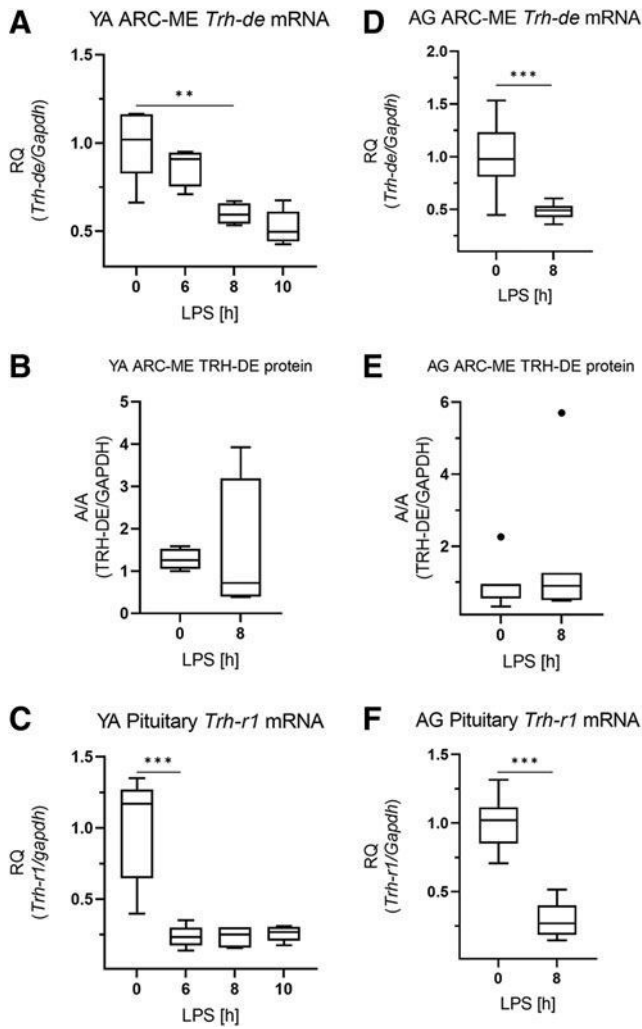 A
YA ARC-ME Trh-de mRNA
RQ
(Trh-de/Gapdh)
1.5
1.0
0.5
**
0 6 8 10
LPS [h]
D
AG ARC-ME Trh-de mRNA
RQ
(Trh-de/Gapdh)
2.0
1.5
1.0
0.5
***
0 8
LPS [h]
B
YA ARC-ME TRH-DE protein
A/A
(TRH-DE/GAPDH)
5
4
3
2
1
0
0 8
LPS [h]
E
AG ARC-ME TRH-DE protein
A/A
(TRH-DE/GAPDH)
6
4
2
0 8
LPS [h]
C
YA Pituitary Trh-r1 mRNA
RQ
(Trh-r1/gapdh)
1.5
1.0
0.5
***
0 6 8 10
LPS [h]
F
AG Pituitary Trh-r1 mRNA
RQ
(Trh-r1/Gapdh)
1.5
1.0
0.5
***
0 8
LPS [h]